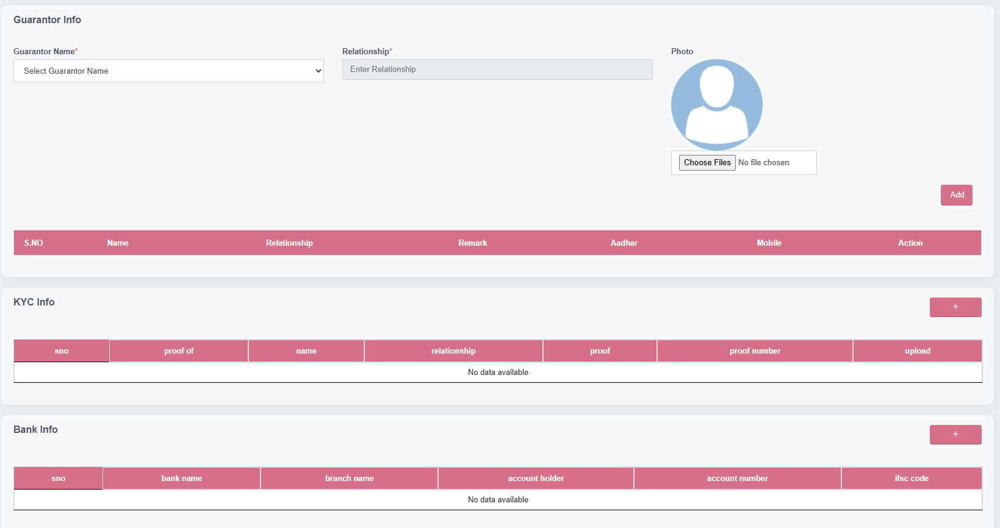 Guarantor Info
Guarantor Name* Relationship* Photo
Select Guarantor Name Enter Relationship
Choose Files No file chosen
Add
S.NO Name Relationship Remark Aadhar Mobile Action
KYC Info +
sno proof of name relationship proof proof number upload
No data available
Bank Info +
sno bank name branch name account holder account number ifsc code
No data available